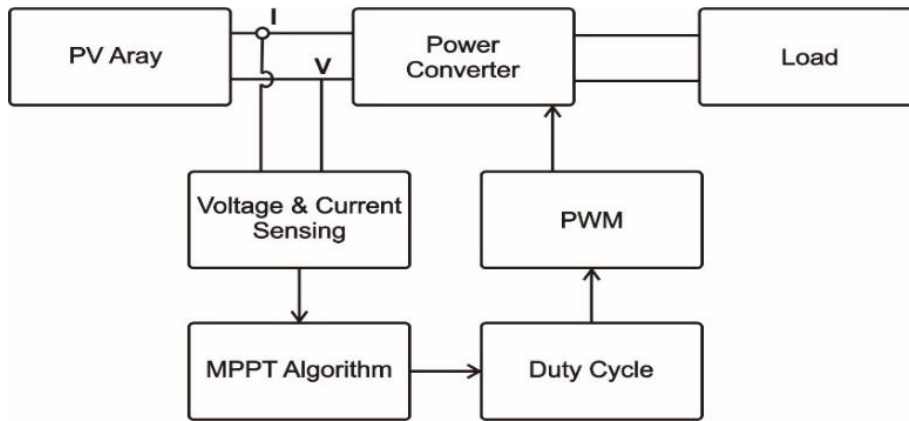 PV Aray
I
V
Power
Converter
Load
Voltage & Current
Sensing
PWM
MPPT Algorithm
Duty Cycle